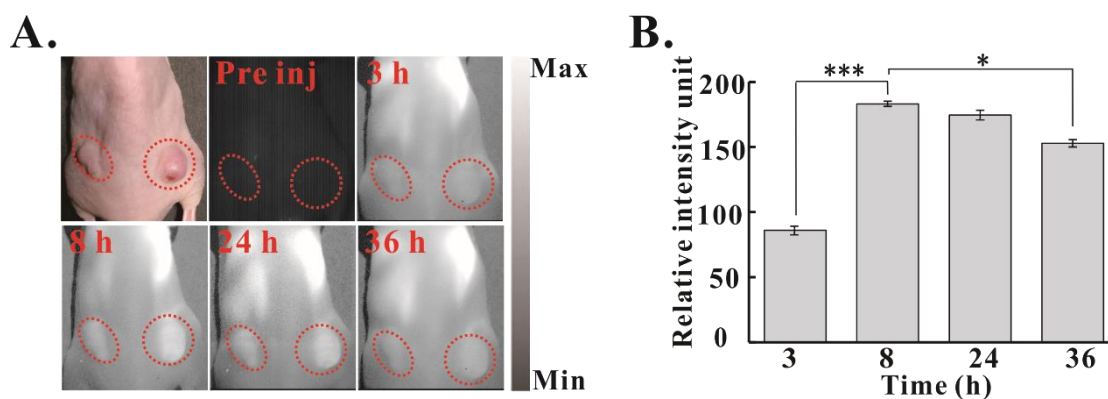 A.
Pre inj
3 h
8 h
24 h
36 h
Max
Min
B.
Relative intensity unit
200
150
100
50
0
***
*
3 8 24 36
Time (h)